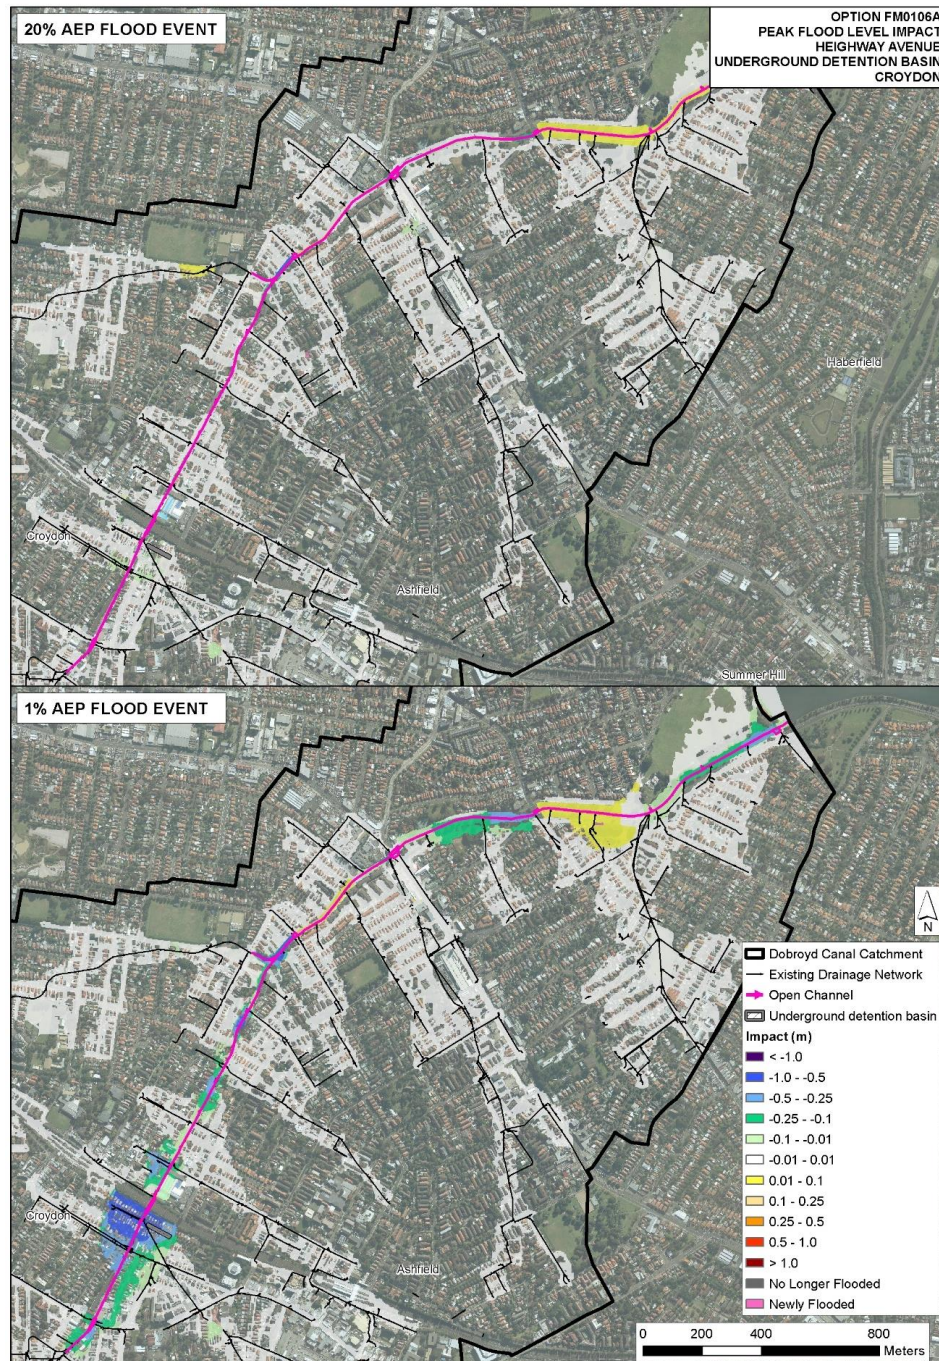 20% AEP FLOOD EVENT
OPTION FM0106A
PEAK FLOOD LEVEL IMPACT
HEIGHWAY AVENUE
UNDERGROUND DETENTION BASIN
CROYDON
Haberfield
Croydon
Ashfield
Summer Hill
1% AEP FLOOD EVENT
N
Dobroyd Canal Catchment
Existing Drainage Network
Open Channel
Underground detention basin
Impact (m)
< -1.0
-1.0 - -0.5
-0.5 - -0.25
-0.25 - -0.1
-0.1 - -0.01
-0.01 - 0.01
0.01 - 0.1
0.1 - 0.25
0.25 - 0.5
0.5 - 1.0
> 1.0
No Longer Flooded
Newly Flooded
Croydon
Ashfield
0 200 400 800
Meters